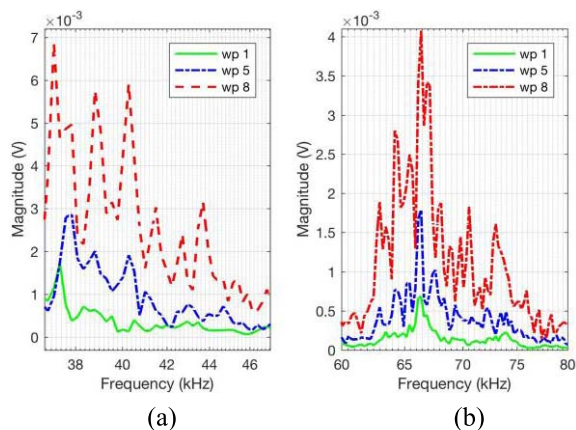 ×10⁻³
7
6
5
4
3
2
1
0
Magnitude (V)
38 40 42 44 46
Frequency (kHz)
wp 1
wp 5
wp 8
(a)
×10⁻³
4
3.5
3
2.5
2
1.5
1
0.5
0
Magnitude (V)
60 65 70 75 80
Frequency (kHz)
wp 1
wp 5
wp 8
(b)